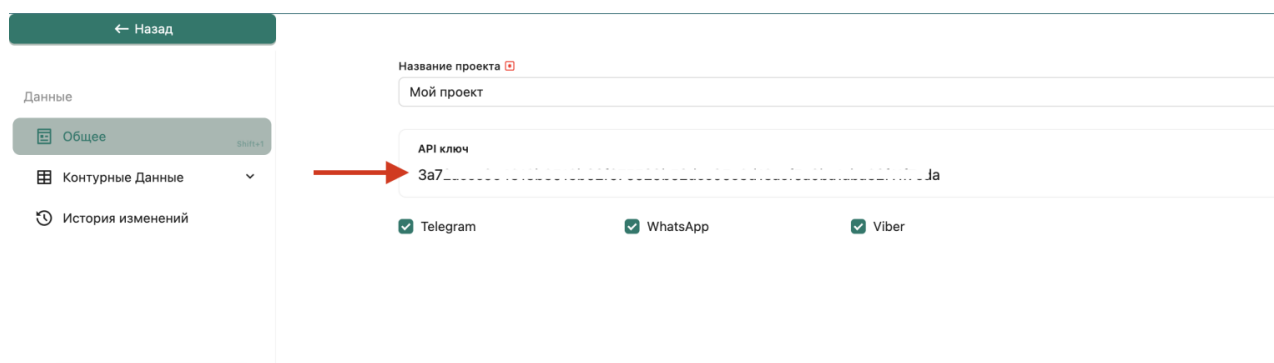 ← Назад
Данные
Общее
Shift+1
Контурные Данные
История изменений
Название проекта
Мой проект
API ключ
Telegram
WhatsApp
Viber